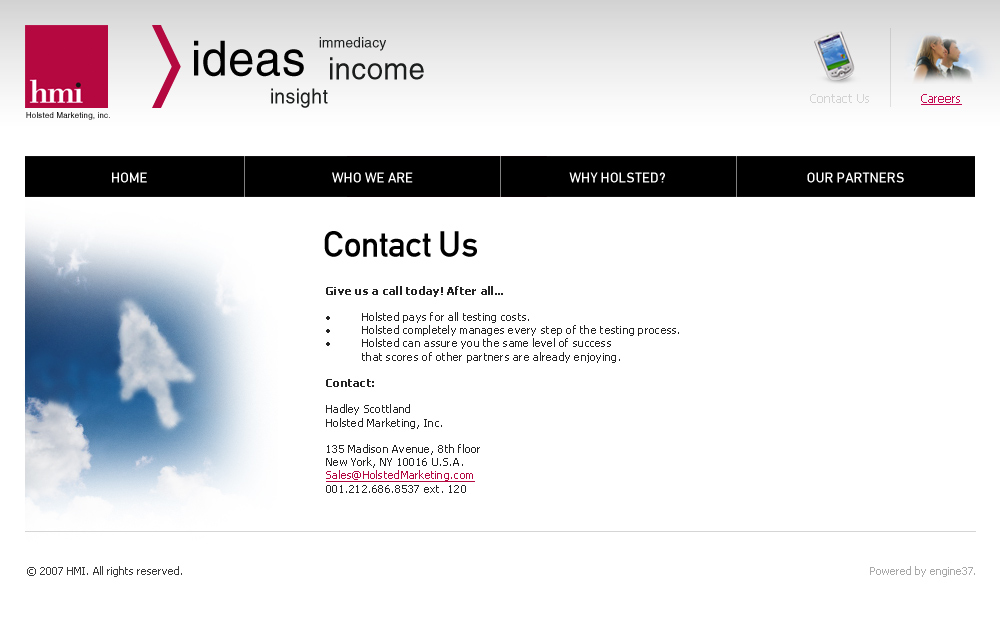 hmi
Holsted Marketing, inc.
ideas
immediacy
income
insight
Contact Us
Careers
HOME
WHO WE ARE
WHY HOLSTED?
OUR PARTNERS
Contact Us
Give us a call today! After all...
• Holsted pays for all testing costs.
• Holsted completely manages every step of the testing process.
• Holsted can assure you the same level of success
that scores of other partners are already enjoying.
Contact:
Hadley Scottland
Holsted Marketing, Inc.
135 Madison Avenue, 8th floor
New York, NY 10016 U.S.A.
Sales@HolstedMarketing.com
001.212.686.8537 ext. 120
© 2007 HMI. All rights reserved.
Powered by engine37.